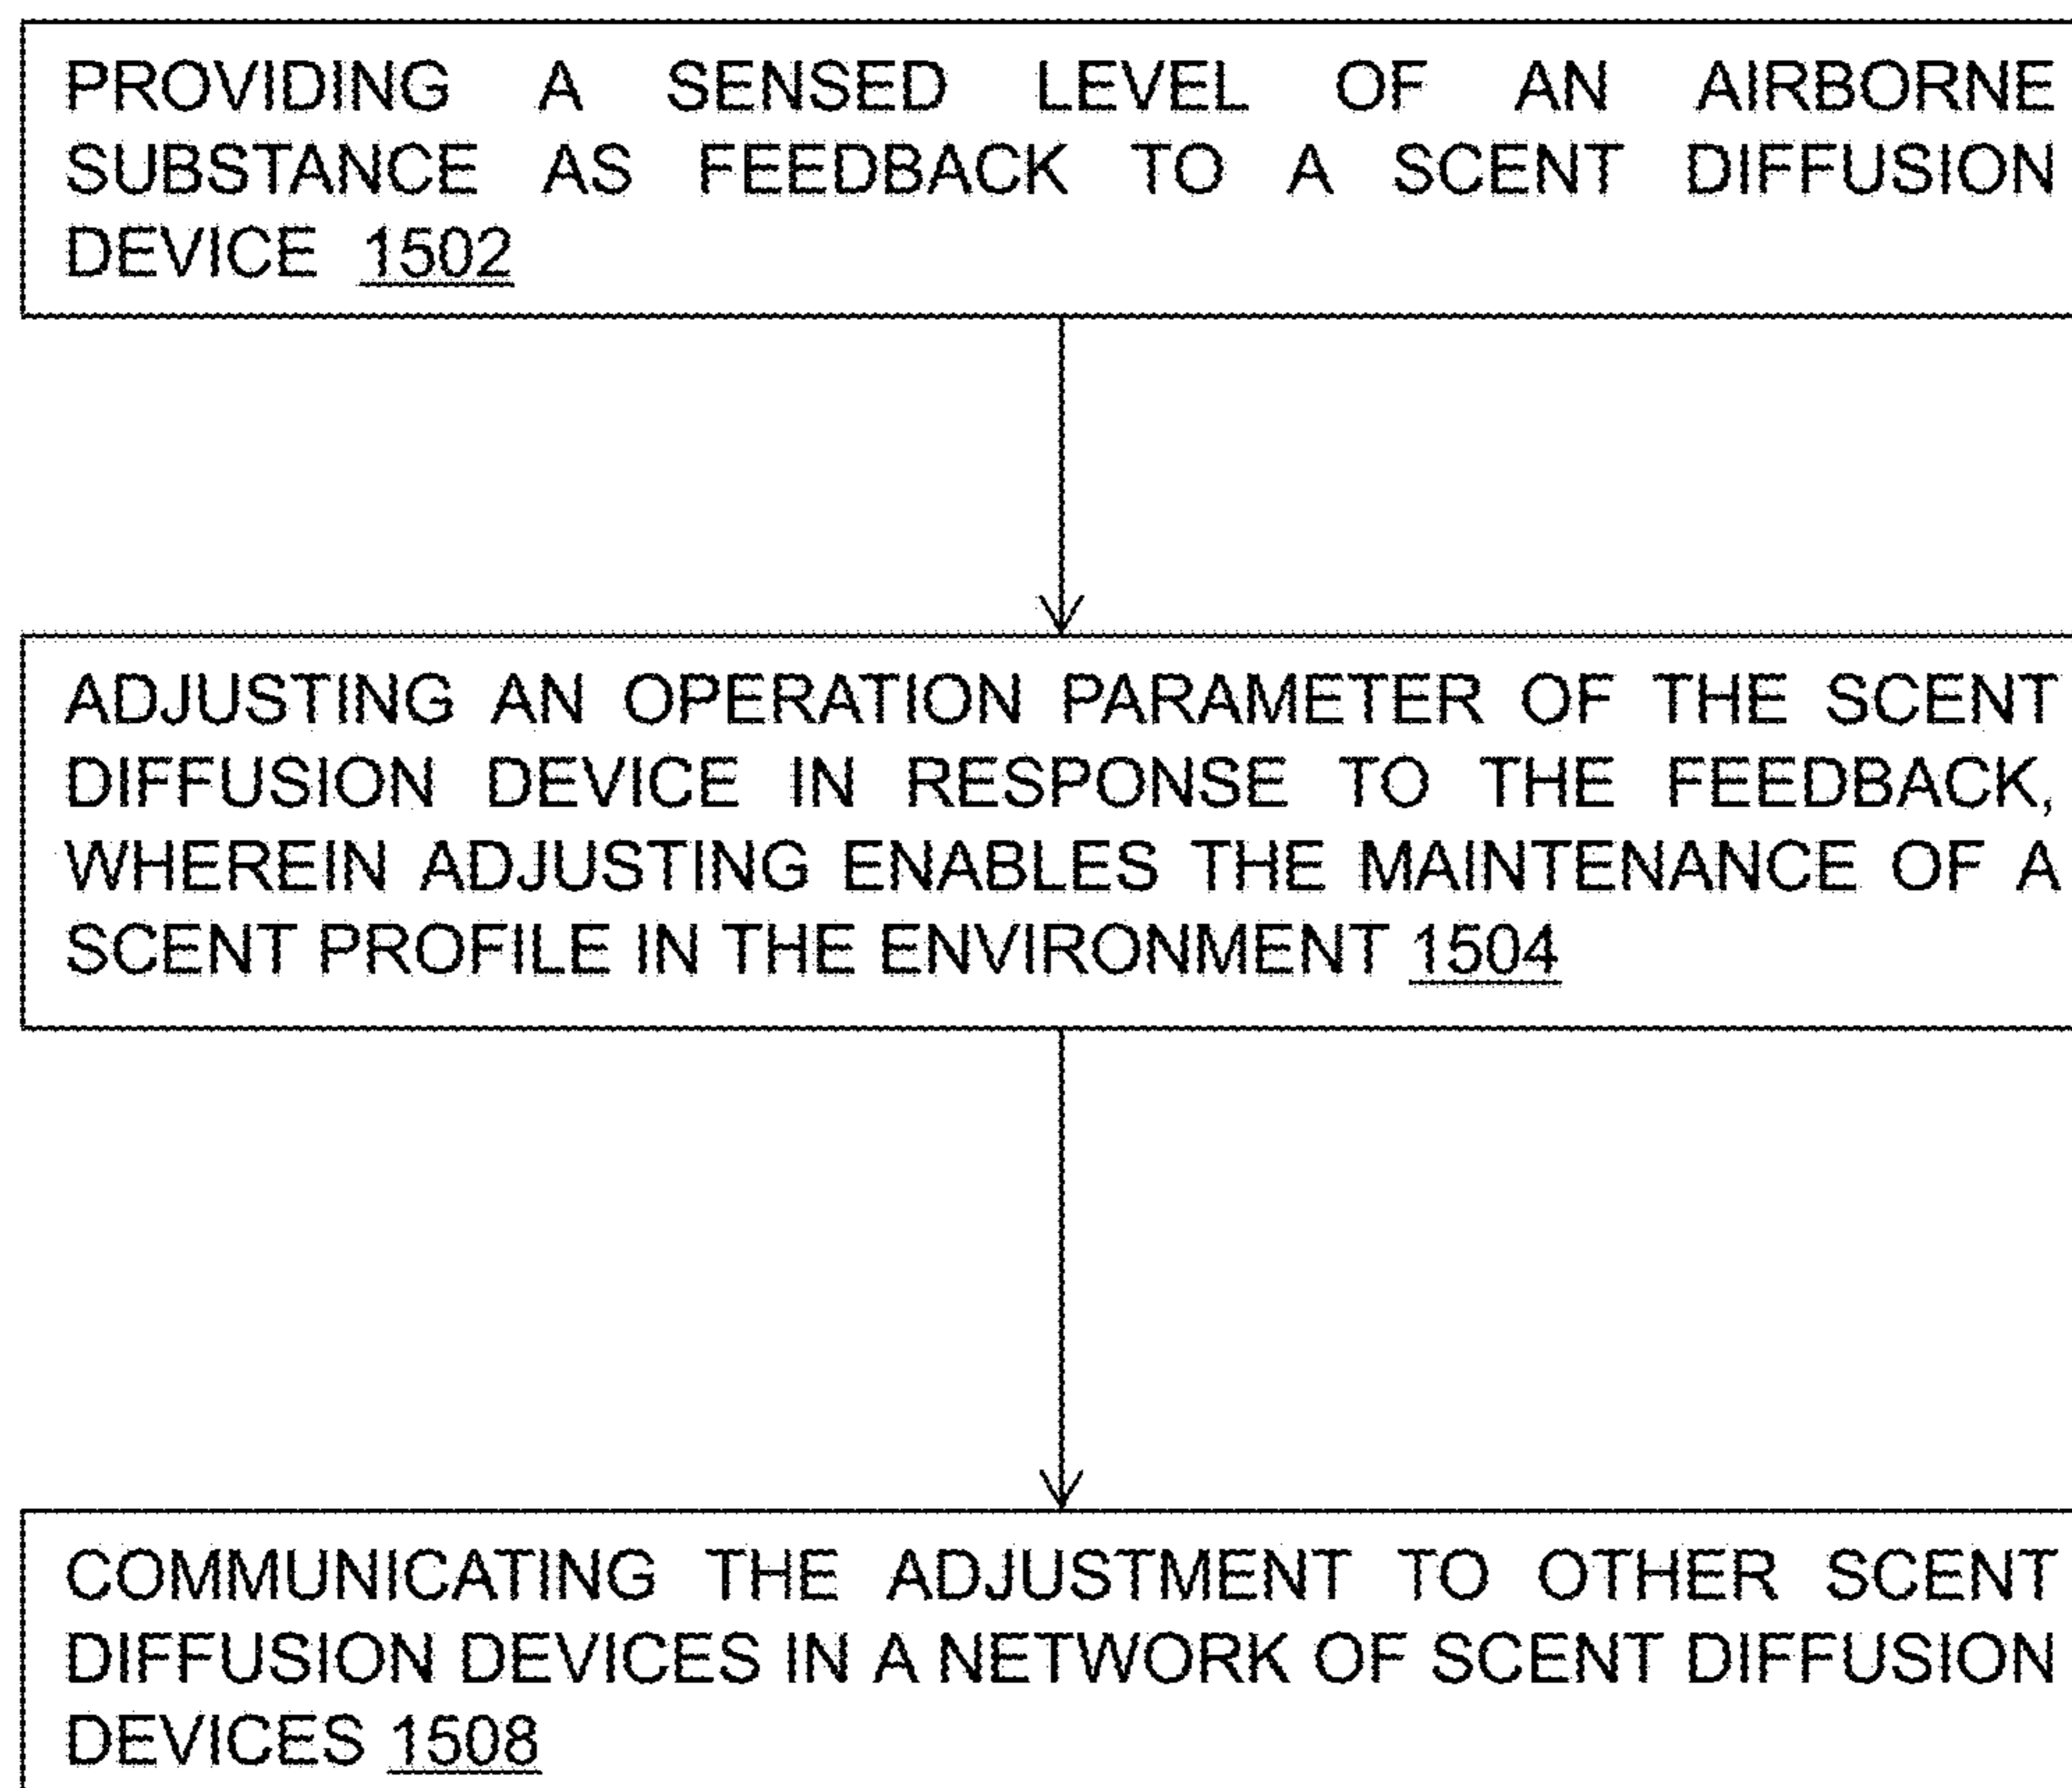 PROVIDING A SENSED LEVEL OF AN AIRBORNE
SUBSTANCE AS FEEDBACK TO A SCENT DIFFUSION
DEVICE 1502
ADJUSTING AN OPERATION PARAMETER OF THE SCENT
DIFFUSION DEVICE IN RESPONSE TO THE FEEDBACK,
WHEREIN ADJUSTING ENABLES THE MAINTENANCE OF A
SCENT PROFILE IN THE ENVIRONMENT 1504
COMMUNICATING THE ADJUSTMENT TO OTHER SCENT
DIFFUSION DEVICES IN A NETWORK OF SCENT DIFFUSION
DEVICES 1508